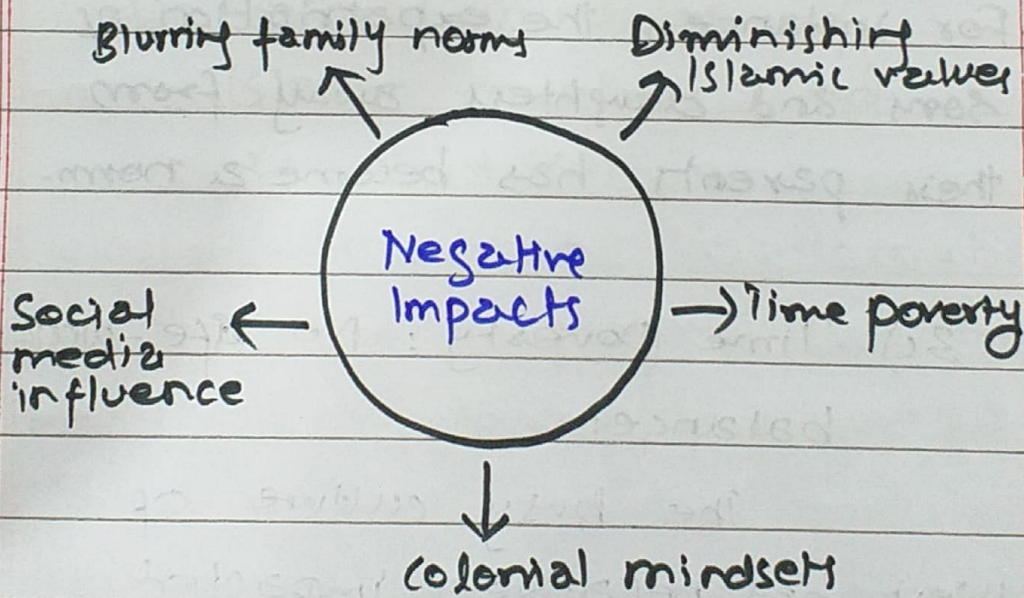 Blurring family norms
Diminishing
Islamic values
Negative
Impacts
Social
media
influence
Time poverty
Colonial mindsets